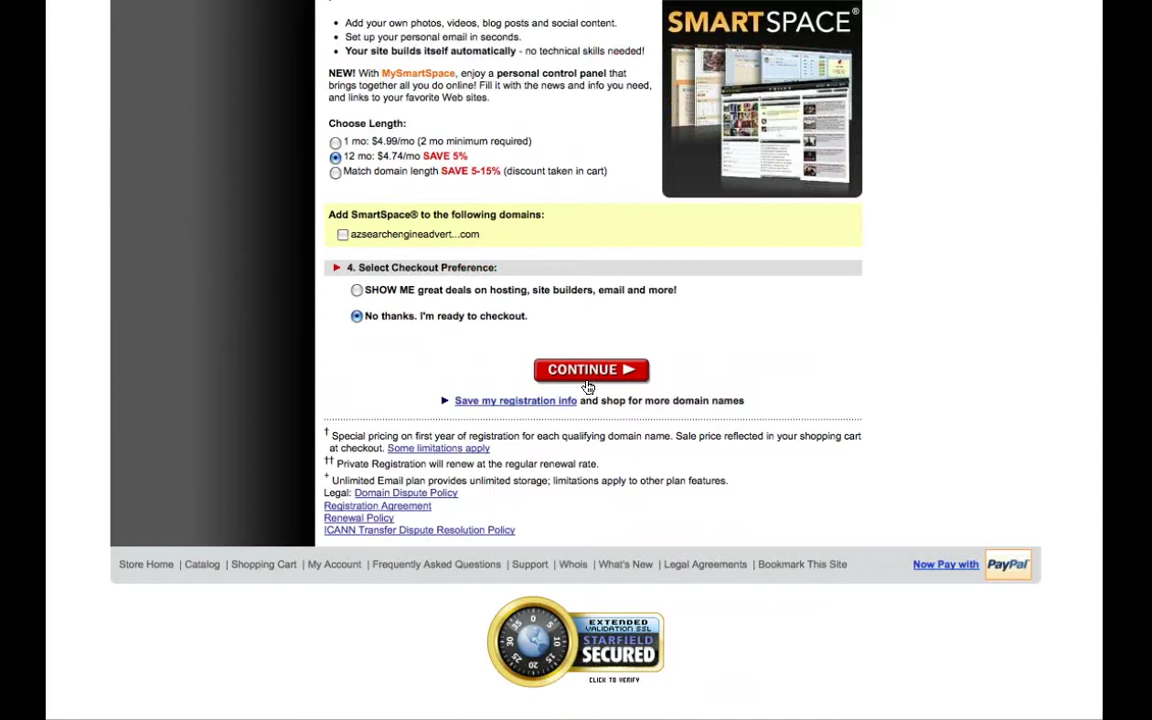 SMARTSPACE®
Add your own photos, videos, blog posts and social content.
Set up your personal email in seconds.
Your site builds itself automatically - no technical skills needed!
NEW! With MySmartSpace, enjoy a personal control panel that
brings together all you do online! Fill it with the news and info you need,
and links to your favorite Web sites.
Choose Length:
1 mo: $4.99/mo (2 mo minimum required)
12 mo: $4.74/mo SAVE 5%
Match domain length SAVE 5-15% (discount taken in cart)
Add SmartSpace® to the following domains:
azsearchengineadvert...com
4. Select Checkout Preference:
SHOW ME great deals on hosting, site builders, email and more!
No thanks. I'm ready to checkout.
CONTINUE
Save my registration info and shop for more domain names
† Special pricing on first year of registration for each qualifying domain name. Sale price reflected in your shopping cart
at checkout. Some limitations apply
†† Private Registration will renew at the regular renewal rate.
+ Unlimited Email plan provides unlimited storage; limitations apply to other plan features.
Legal: Domain Dispute Policy
Registration Agreement
Renewal Policy
ICANN Transfer Dispute Resolution Policy
Store Home | Catalog | Shopping Cart | My Account | Frequently Asked Questions | Support | Whois | What's New | Legal Agreements | Bookmark This Site
Now Pay with PayPal
0 5 10 15 20 25 30 35
EXTENDED
VALIDATION SSL
STARFIELD
SECURED
CLICK TO VERIFY